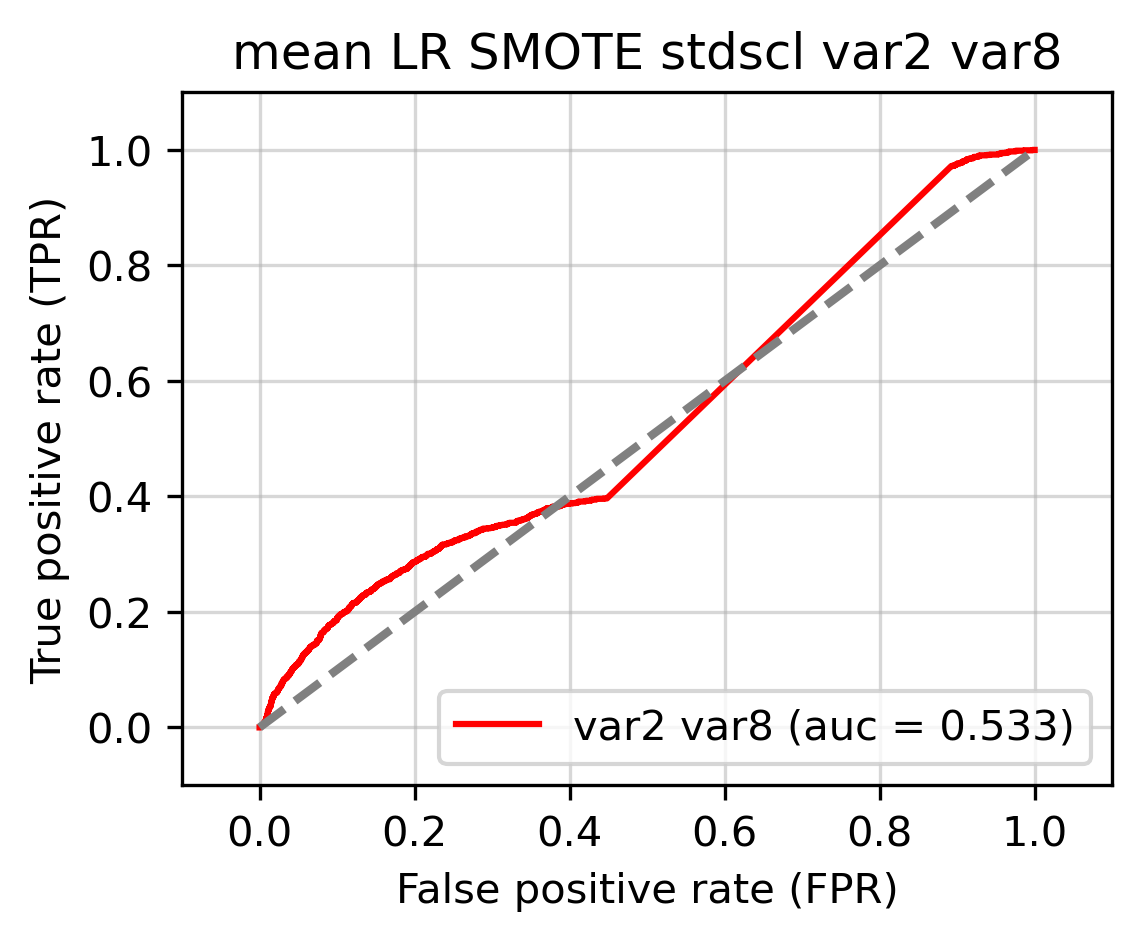 mean LR SMOTE stdscl var2 var8
1.0
0.8
0.6
0.4
0.2
0.0
True positive rate (TPR)
var2 var8 (auc = 0.533)
0.0 0.2 0.4 0.6 0.8 1.0
False positive rate (FPR)